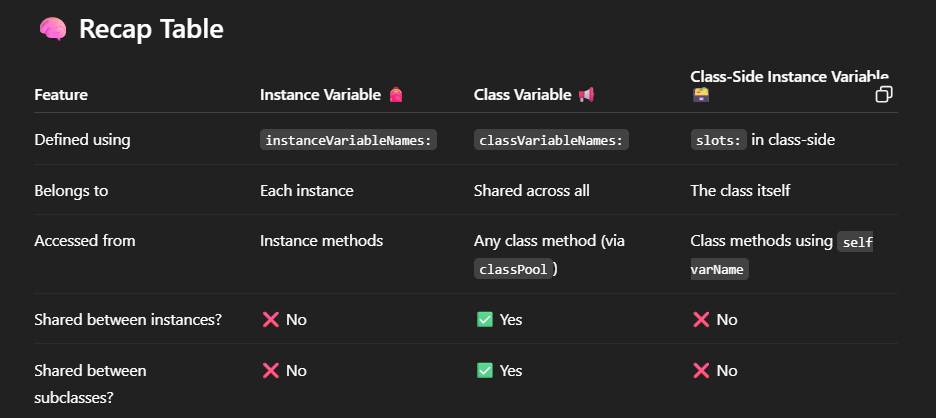 🧠 Recap Table
Feature Instance Variable 🎒 Class Variable 📢 Class-Side Instance Variable 🗃️
Defined using instanceVariableNames: classVariableNames: slots: in class-side
Belongs to Each instance Shared across all The class itself
Accessed from Instance methods Any class method (via classPool) Class methods using self varName
Shared between instances? ❌ No ✅ Yes ❌ No
Shared between subclasses? ❌ No ✅ Yes ❌ No